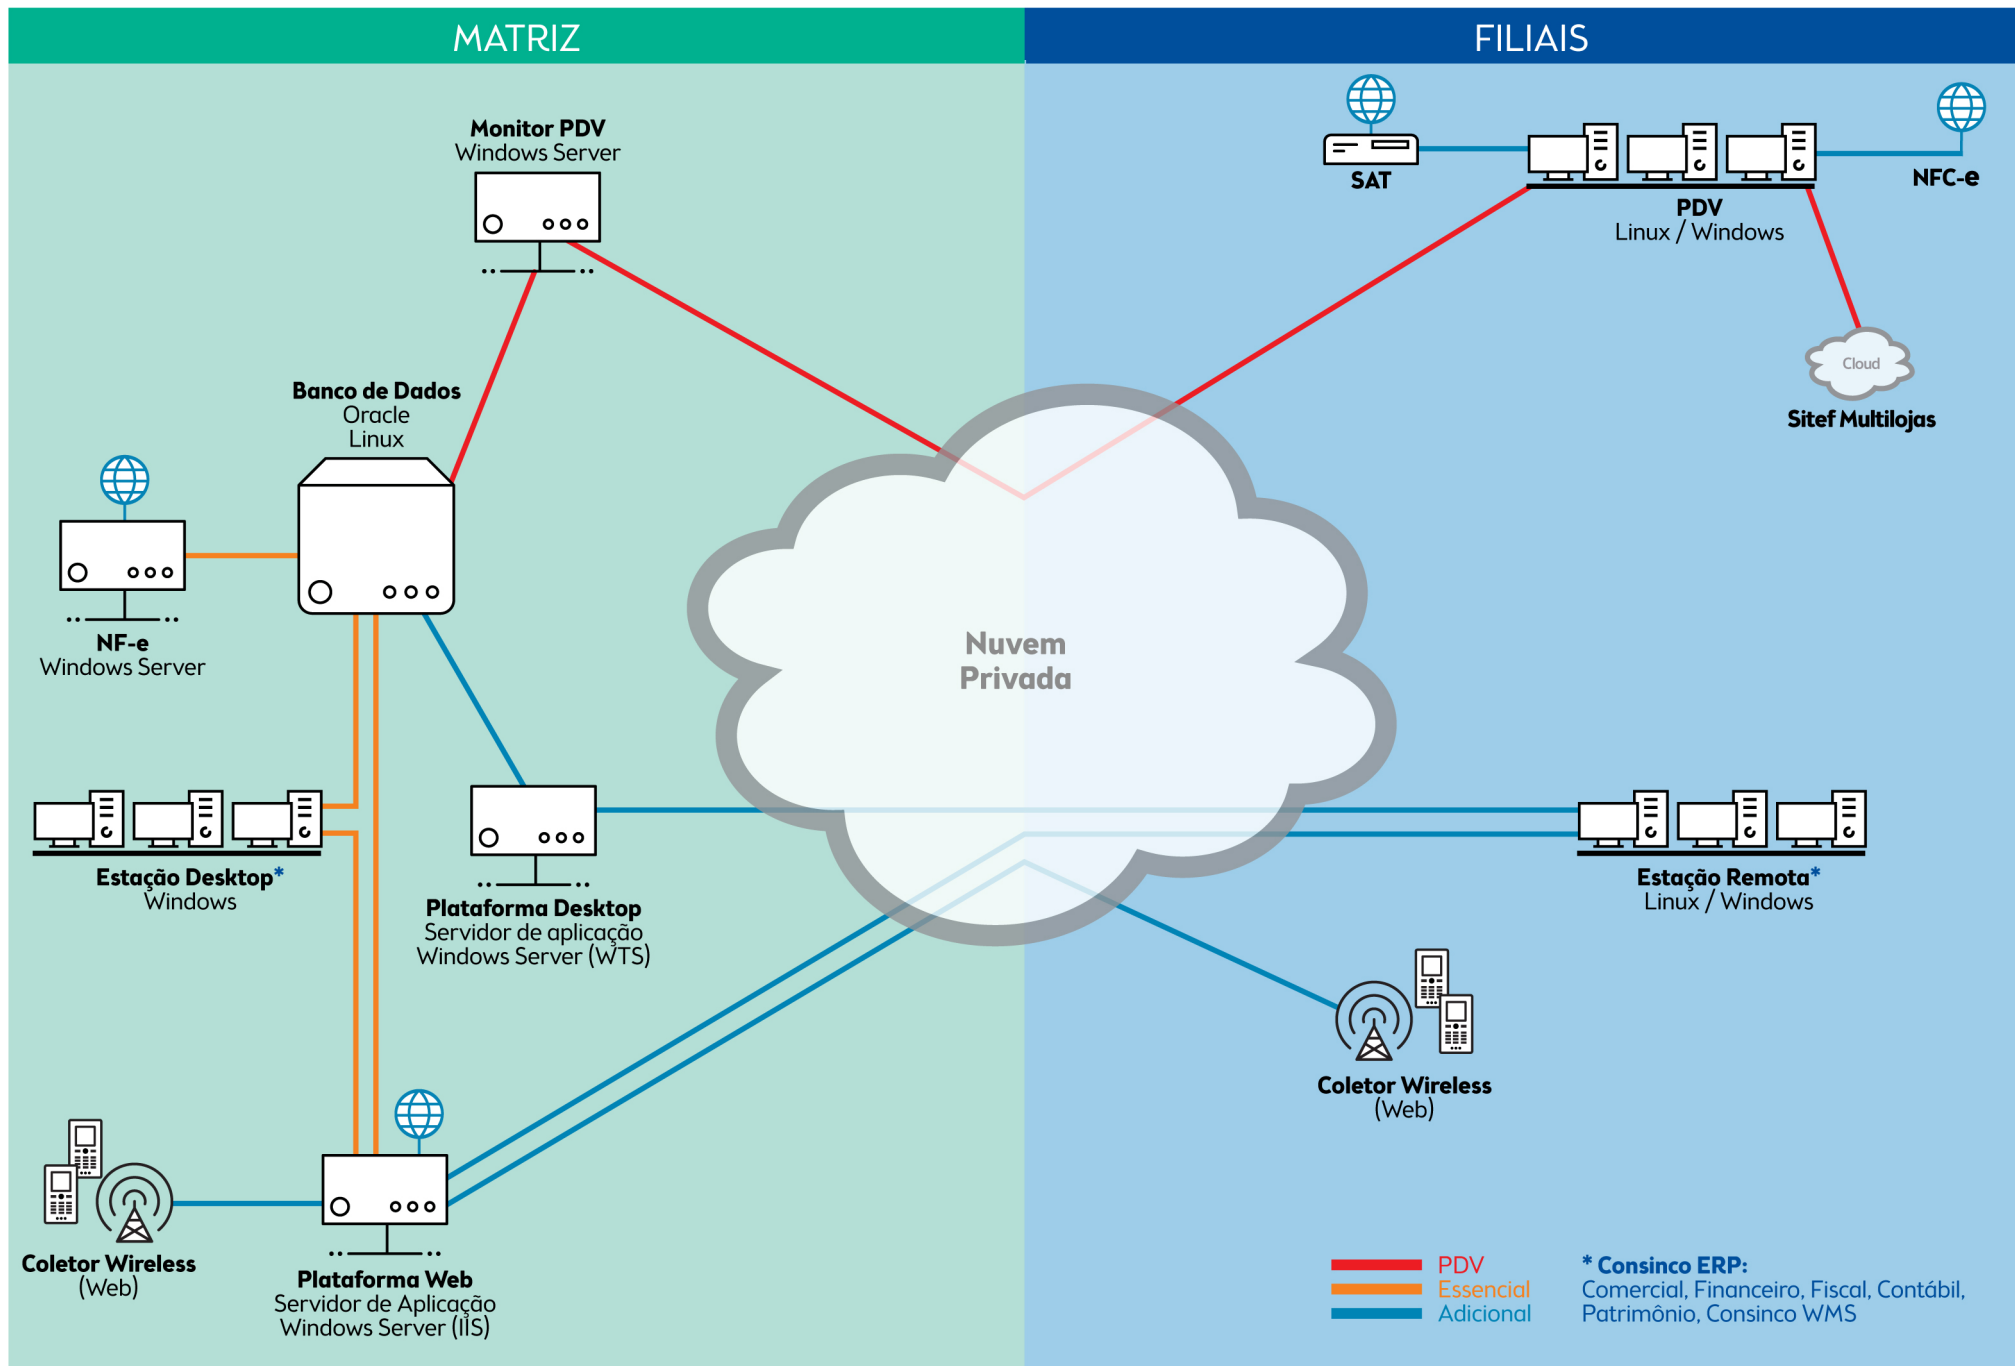 MATRIZ
FILIAIS
Monitor PDV
Windows Server
SAT
PDV
Linux / Windows
NFC-e
Cloud
Sitef Multilojas
Banco de Dados
Oracle
Linux
NF-e
Windows Server
Nuvem
Privada
Estação Desktop*
Windows
Plataforma Desktop
Servidor de aplicação
Windows Server (WTS)
Estação Remota*
Linux / Windows
Coletor Wireless
(Web)
Coletor Wireless
(Web)
Plataforma Web
Servidor de Aplicação
Windows Server (IIS)
PDV
Essencial
Adicional
* Consinco ERP:
Comercial, Financeiro, Fiscal, Contábil,
Patrimônio, Consinco WMS